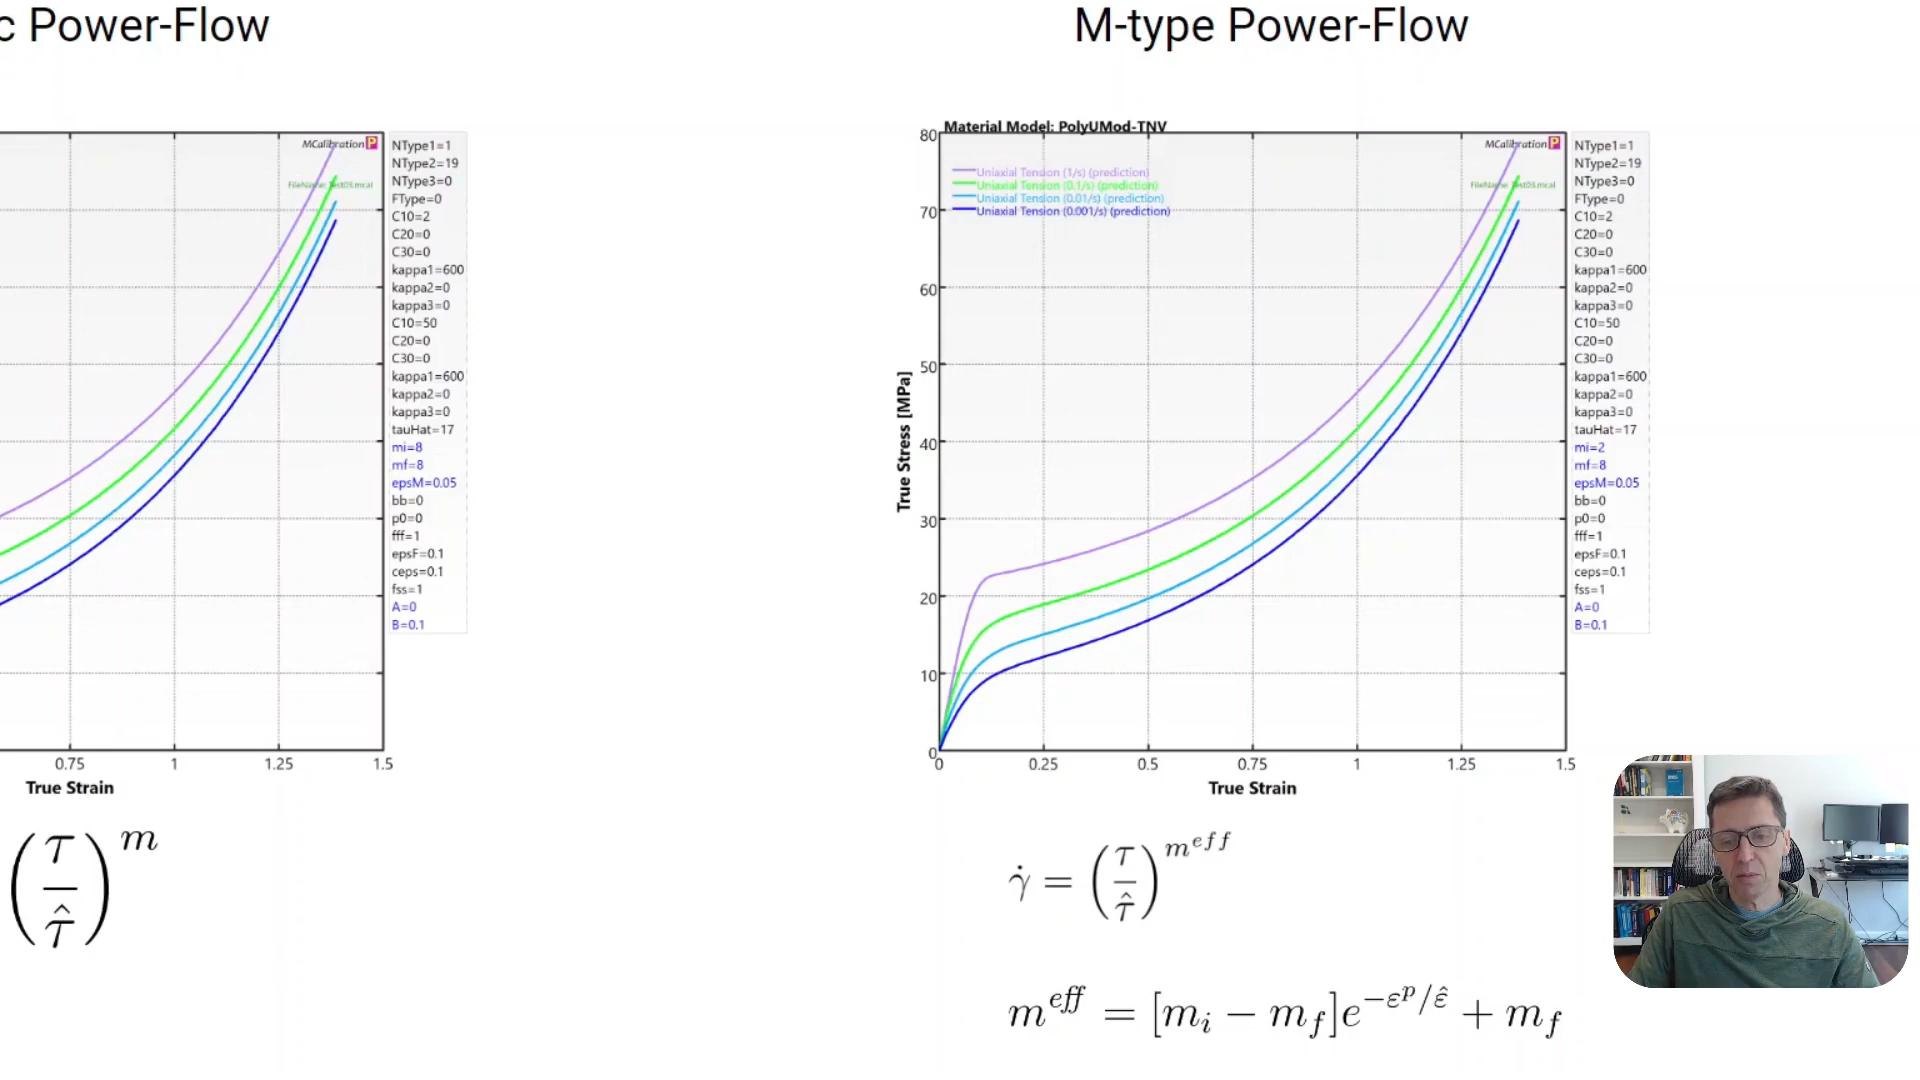 c Power-Flow
MCalibration P
FileName: Test03.mcal
0.75 1 1.25 1.5
True Strain
NType1=1
NType2=19
NType3=0
FType=0
C10=2
C20=0
C30=0
kappa1=600
kappa2=0
kappa3=0
C10=50
C20=0
C30=0
kappa1=600
kappa2=0
kappa3=0
tauHat=17
mi=8
mf=8
epsM=0.05
bb=0
p0=0
fff=1
epsF=0.1
ceps=0.1
fss=1
A=0
B=0.1
(τ/τ̂)^m
M-type Power-Flow
Material Model: PolyUMod-TNV
MCalibration P
FileName: Test03.mcal
Uniaxial Tension (1/s) (prediction)
Uniaxial Tension (0.1/s) (prediction)
Uniaxial Tension (0.01/s) (prediction)
Uniaxial Tension (0.001/s) (prediction)
True Stress [MPa]
80
70
60
50
40
30
20
10
0
0 0.25 0.5 0.75 1 1.25 1.5
True Strain
NType1=1
NType2=19
NType3=0
FType=0
C10=2
C20=0
C30=0
kappa1=600
kappa2=0
kappa3=0
C10=50
C20=0
C30=0
kappa1=600
kappa2=0
kappa3=0
tauHat=17
mi=2
mf=8
epsM=0.05
bb=0
p0=0
fff=1
epsF=0.1
ceps=0.1
fss=1
A=0
B=0.1
γ̇ = (τ/τ̂)^{m^{eff}}
m^{eff} = [m_i − m_f]e^{−ε^p/ε̂} + m_f